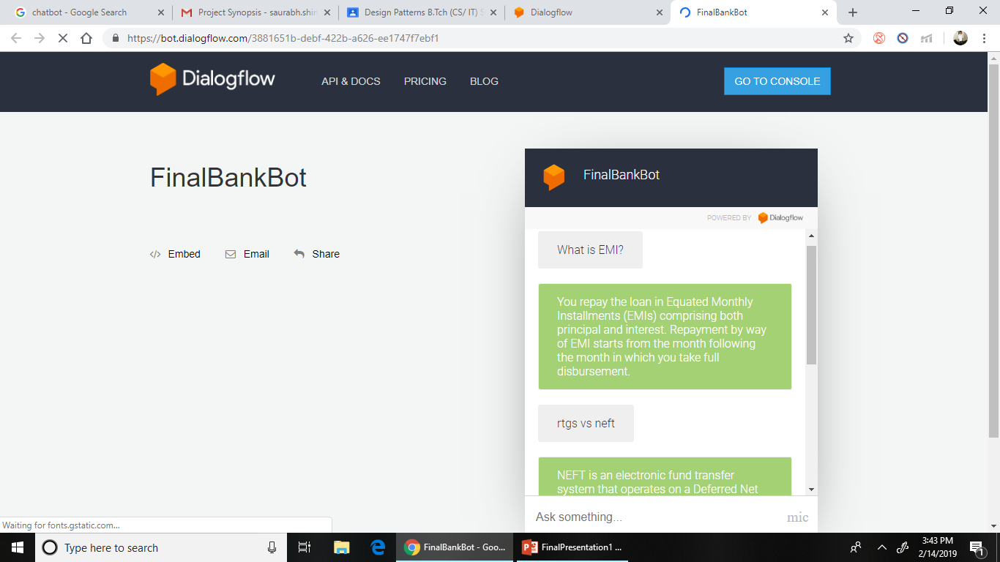 chatbot - Google Search
Project Synopsis - saurabh.shin
Design Patterns B.Tch (CS/ IT) S
Dialogflow
FinalBankBot
https://bot.dialogflow.com/3881651b-debf-422b-a626-ee1747f7ebf1
Dialogflow
API & DOCS
PRICING
BLOG
GO TO CONSOLE
FinalBankBot
Embed
Email
Share
FinalBankBot
POWERED BY Dialogflow
What is EMI?
You repay the loan in Equated Monthly
Installments (EMIs) comprising both
principal and interest. Repayment by way
of EMI starts from the month following
the month in which you take full
disbursement.
rtgs vs neft
NEFT is an electronic fund transfer
system that operates on a Deferred Net
Ask something...
mic
Waiting for fonts.gstatic.com...
Type here to search
FinalBankBot - Goo...
FinalPresentation1 ...
3:43 PM
2/14/2019
1